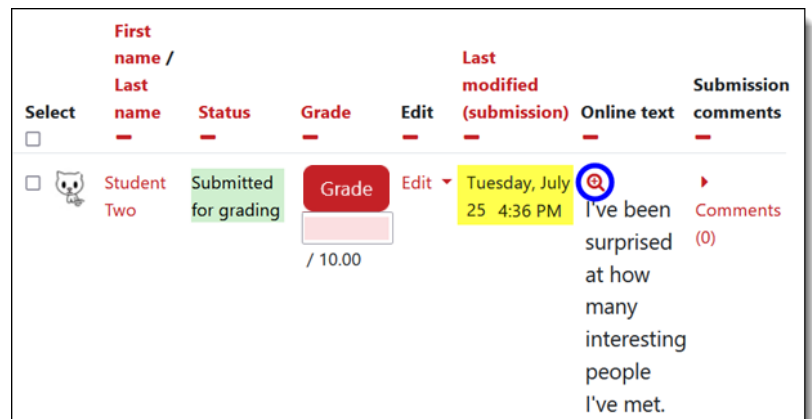 First
name /
Last
name
Select
Status
Grade
Edit
Last
modified
(submission)
Online text
Submission
comments
Student
Two
Submitted
for grading
Grade
/ 10.00
Edit
Tuesday, July
25 4:36 PM
I've been
surprised
at how
many
interesting
people
I've met.
Comments
(0)